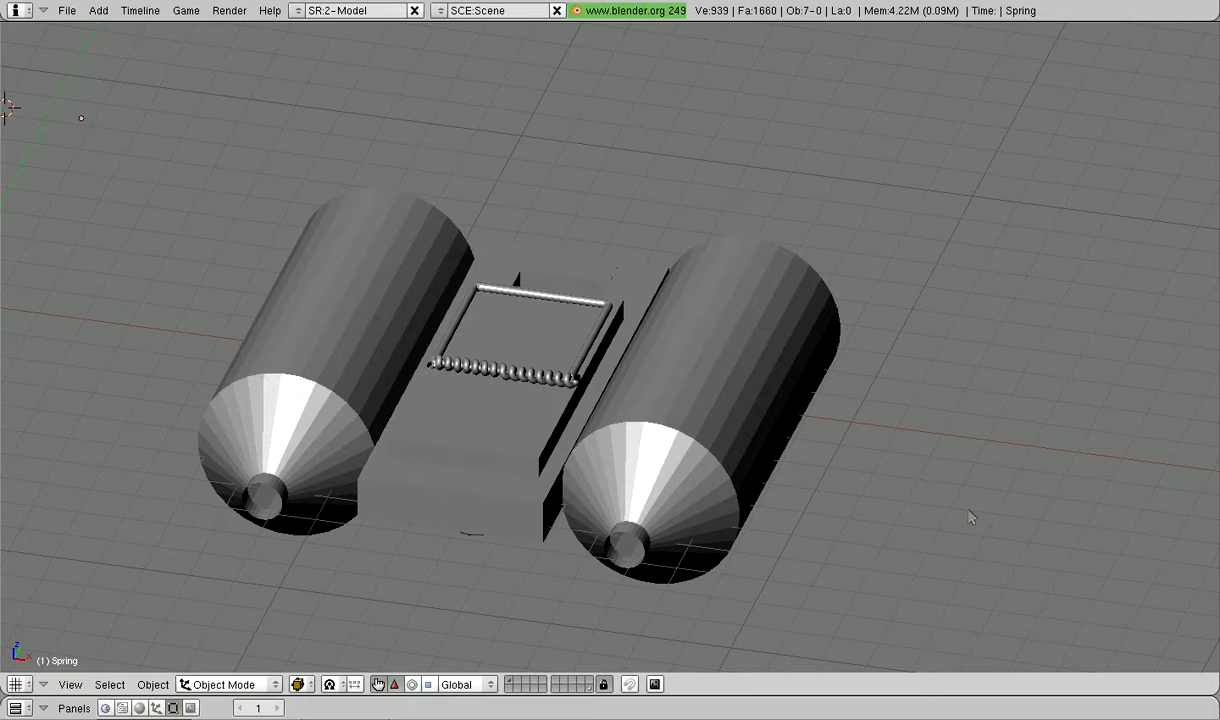 File Add Timeline Game Render Help SR:2-Model SCE:Scene www.blender.org 249 Ve:939 | Fa:1660 | Ob:7-0 | La:0 | Mem:4.22M (0.09M) | Time: | Spring
z
x
(1) Spring
View Select Object Object Mode Global
Panels 1